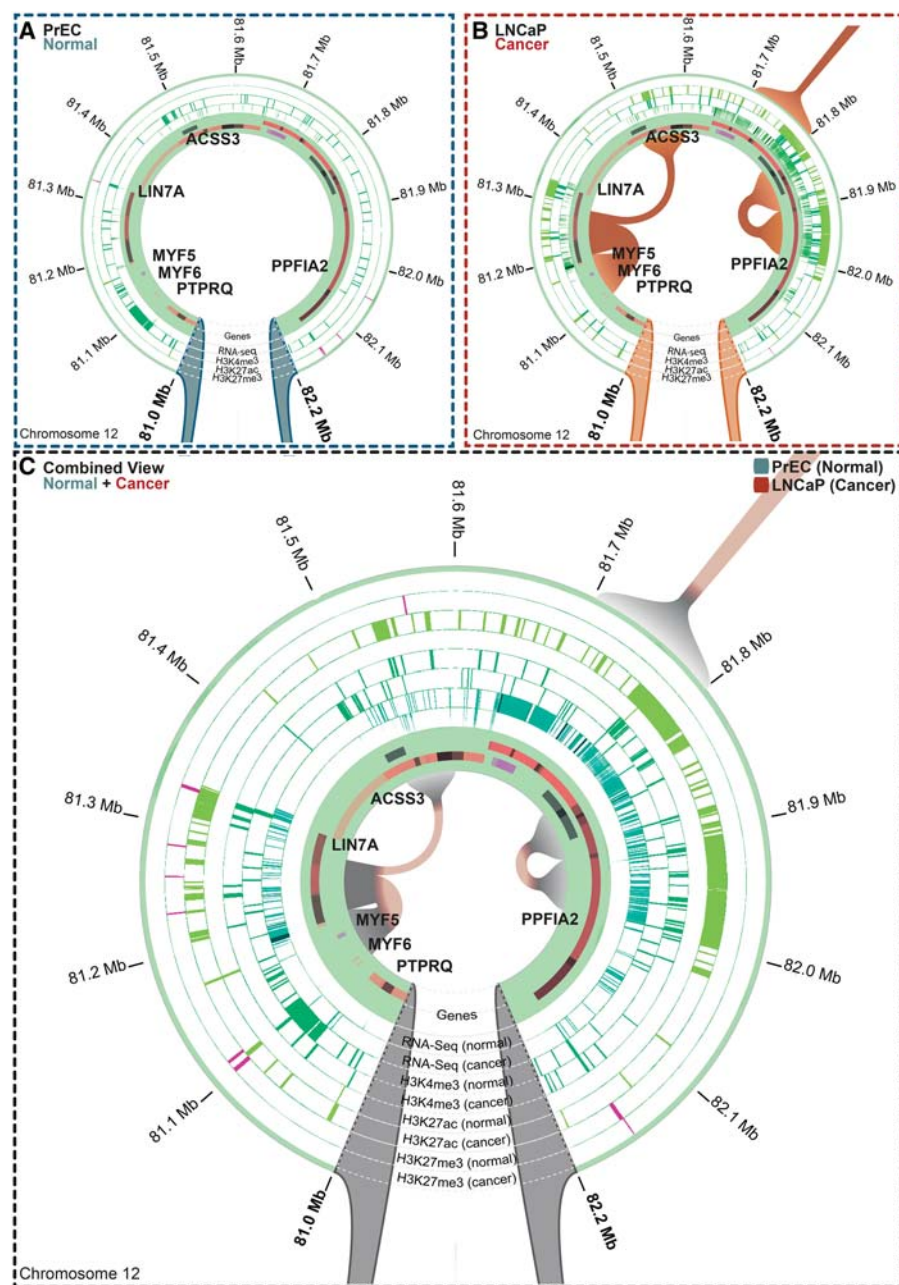 A PrEC
Normal
81.6 Mb
81.5 Mb
81.7 Mb
81.4 Mb
81.8 Mb
ACSS3
81.3 Mb
LIN7A
81.9 Mb
MYF5
81.2 Mb
MYF6
PPFIA2
82.0 Mb
PTPRQ
81.1 Mb
82.1 Mb
Genes
RNA-seq
H3K4me3
H3K27ac
H3K27me3
81.0 Mb
82.2 Mb
Chromosome 12
B LNCaP
Cancer
81.6 Mb
81.5 Mb
81.7 Mb
81.4 Mb
81.8 Mb
ACSS3
81.3 Mb
LIN7A
81.9 Mb
MYF5
81.2 Mb
MYF6
PPFIA2
82.0 Mb
PTPRQ
81.1 Mb
82.1 Mb
Genes
RNA-seq
H3K4me3
H3K27ac
H3K27me3
81.0 Mb
82.2 Mb
Chromosome 12
C Combined View
Normal + Cancer
PrEC (Normal)
LNCaP (Cancer)
81.6 Mb
81.5 Mb
81.7 Mb
81.4 Mb
81.8 Mb
81.3 Mb
ACSS3
81.9 Mb
LIN7A
MYF5
PPFIA2
MYF6
81.2 Mb
PTPRQ
82.0 Mb
Genes
RNA-Seq (normal)
RNA-Seq (cancer)
H3K4me3 (normal)
81.1 Mb
H3K4me3 (cancer)
82.1 Mb
H3K27ac (normal)
H3K27ac (cancer)
H3K27me3 (normal)
H3K27me3 (cancer)
81.0 Mb
82.2 Mb
Chromosome 12